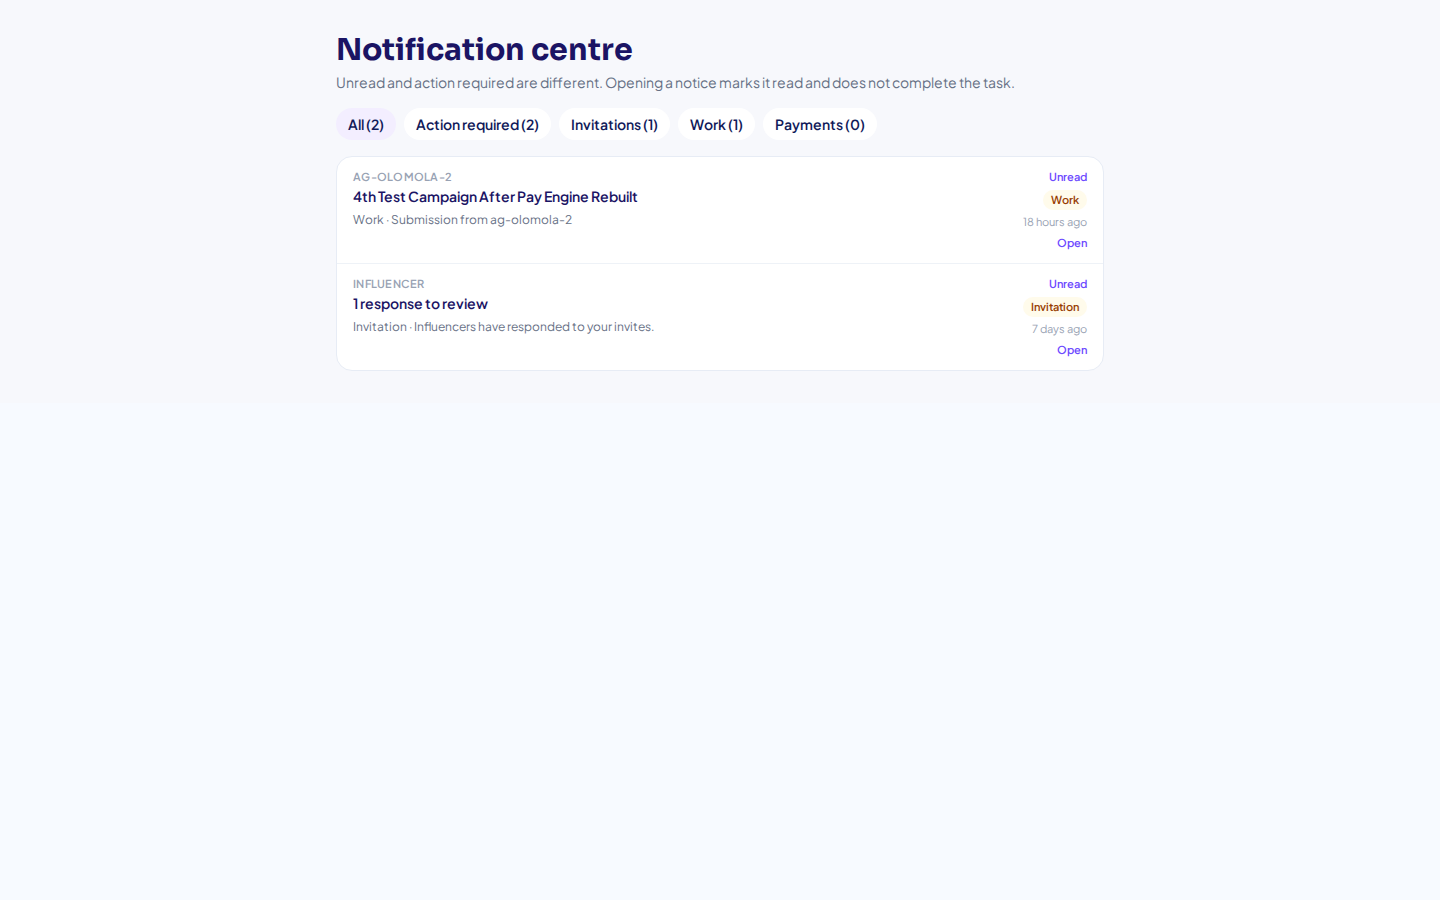 Notification centre
Unread and action required are different. Opening a notice marks it read and does not complete the task.
All (2)
Action required (2)
Invitations (1)
Work (1)
Payments (0)
AG-OLOMOLA-2
4th Test Campaign After Pay Engine Rebuilt
Work · Submission from ag-olomola-2
Unread
Work
18 hours ago
Open
INFLUENCER
1 response to review
Invitation · Influencers have responded to your invites.
Unread
Invitation
7 days ago
Open